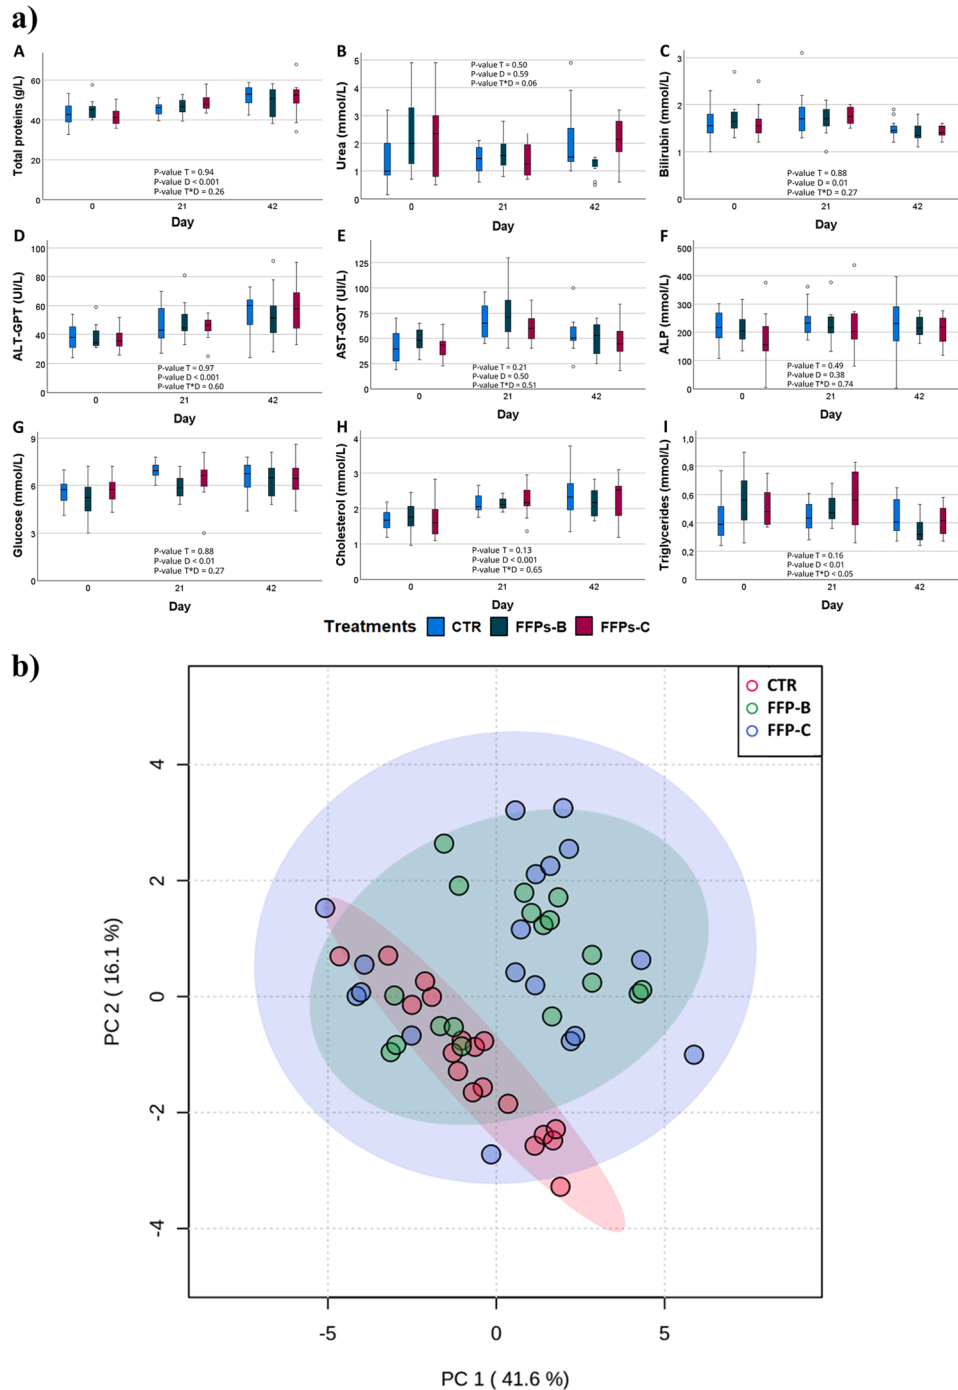 a)
A
B
C
Total proteins (g/L)
80
60
40
20
0
P-value T = 0.94
P-value D < 0.001
P-value T*D = 0.26
0
21
42
Day
Urea (mmol/L)
5
4
3
2
1
0
P-value T = 0.50
P-value D = 0.59
P-value T*D = 0.06
0
21
42
Bilirubin (mmol/L)
3
2
1
0
P-value T = 0.88
P-value D = 0.01
P-value T*D = 0.27
0
21
42
Day
D
E
F
ALT-GPT (UI/L)
100
80
60
40
20
0
P-value T = 0.97
P-value D < 0.001
P-value T*D = 0.60
0
21
42
Day
AST-GOT (UI/L)
125
100
75
50
25
0
P-value T = 0.21
P-value D = 0.50
P-value T*D = 0.51
0
21
42
Day
ALP (mmol/L)
500
400
300
200
100
0
P-value T = 0.49
P-value D = 0.38
P-value T*D = 0.74
0
21
42
Day
G
H
I
Glucose (mmol/L)
9
6
3
0
P-value T = 0.88
P-value D < 0.01
P-value T*D = 0.27
0
21
42
Day
Cholesterol (mmol/L)
4
3
2
1
0
P-value T = 0.13
P-value D < 0.001
P-value T*D = 0.65
0
21
42
Day
Triglycerides (mmol/L)
1,0
0,8
0,6
0,4
0,2
0,0
P-value T = 0.16
P-value D < 0.01
P-value T*D < 0.05
0
21
42
Day
Treatments CTR FFPs-B FFPs-C
b)
CTR
FFP-B
FFP-C
PC 2 ( 16.1 %)
4
2
0
-2
-4
-5
0
5
PC 1 ( 41.6 %)